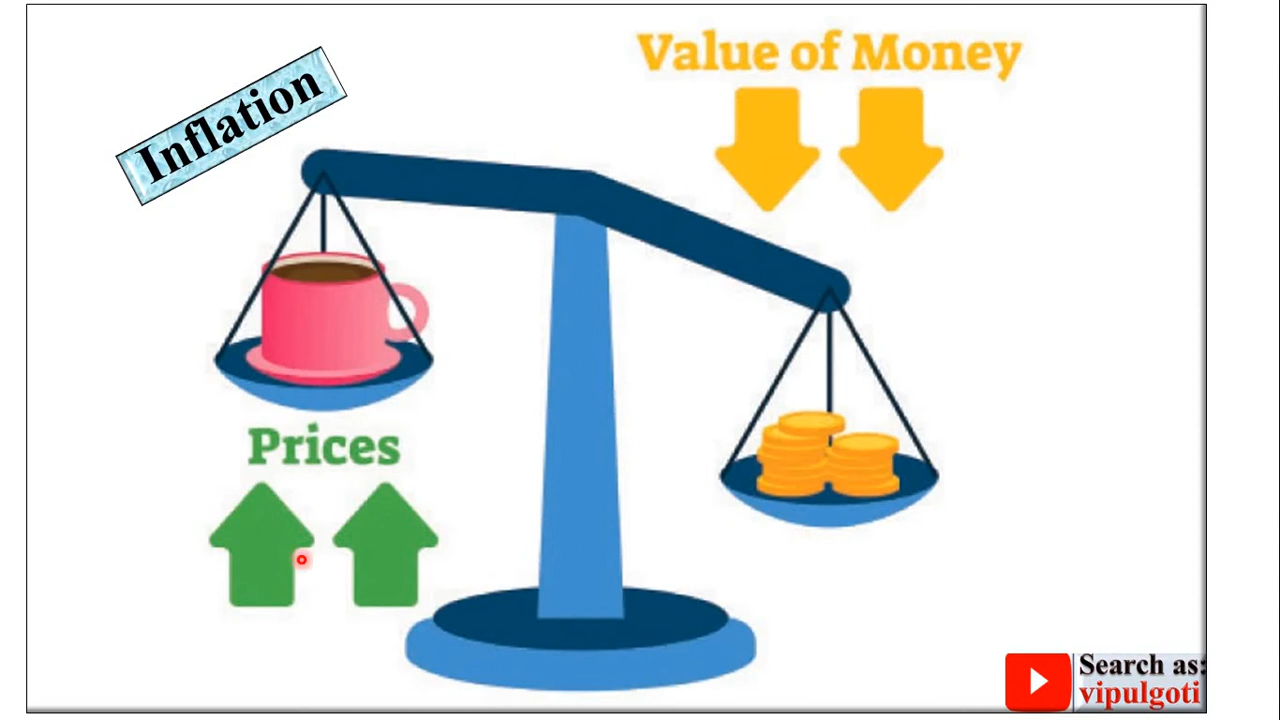 Inflation
Value of Money
Prices
Search as:
vipulgoti